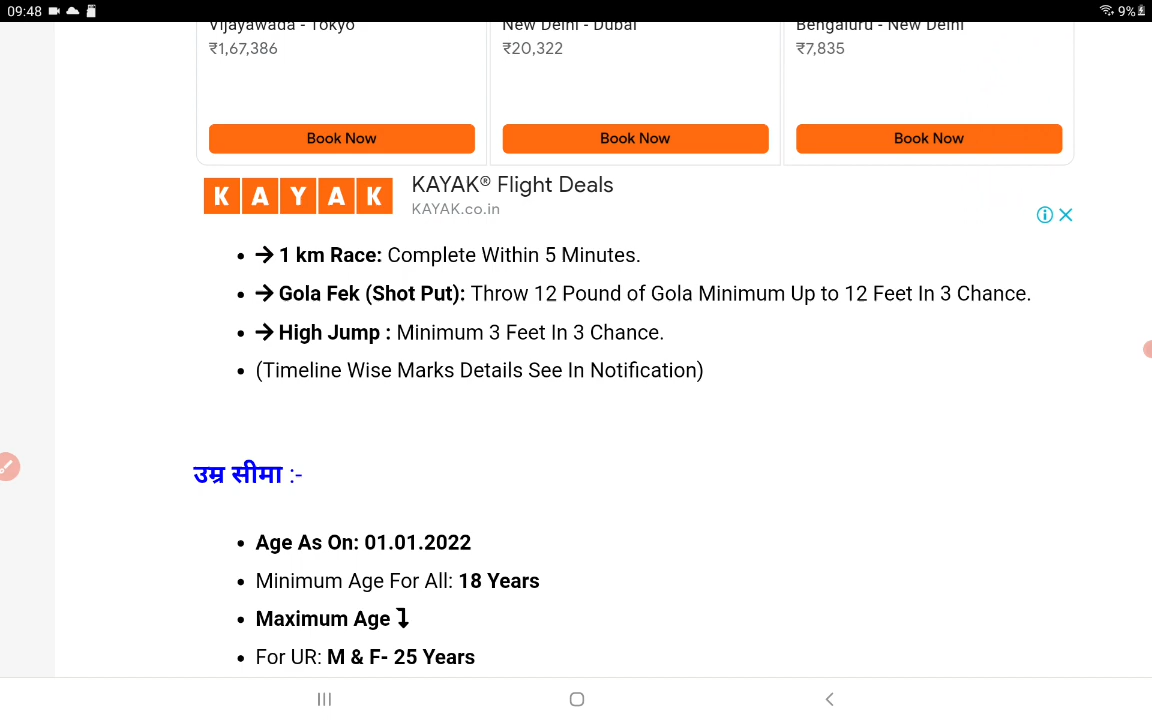 09:48
9%
Vijayawada - Tokyo
New Delhi - Dubai
Bengaluru - New Delhi
₹1,67,386
₹20,322
₹7,835
Book Now
Book Now
Book Now
KAYAK
KAYAK® Flight Deals
KAYAK.co.in
• → 1 km Race: Complete Within 5 Minutes.
• → Gola Fek (Shot Put): Throw 12 Pound of Gola Minimum Up to 12 Feet In 3 Chance.
• → High Jump : Minimum 3 Feet In 3 Chance.
• (Timeline Wise Marks Details See In Notification)
उम्र सीमा :-
• Age As On: 01.01.2022
• Minimum Age For All: 18 Years
• Maximum Age ⤵
• For UR: M & F- 25 Years